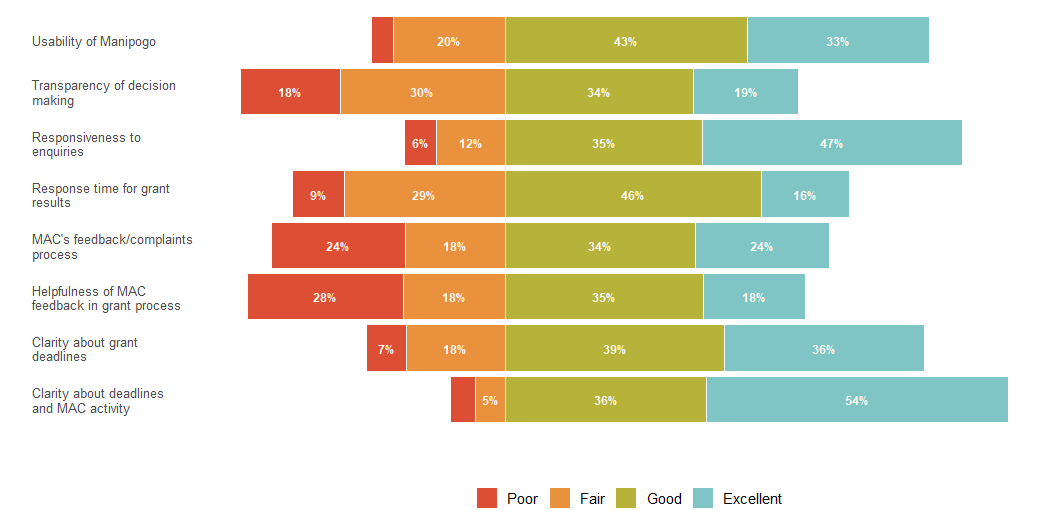 Usability of Manipogo
20% 43% 33%
Transparency of decision
making
18% 30% 34% 19%
Responsiveness to
enquiries
6% 12% 35% 47%
Response time for grant
results
9% 29% 46% 16%
MAC's feedback/complaints
process
24% 18% 34% 24%
Helpfulness of MAC
feedback in grant process
28% 18% 35% 18%
Clarity about grant
deadlines
7% 18% 39% 36%
Clarity about deadlines
and MAC activity
5% 36% 54%
Poor Fair Good Excellent